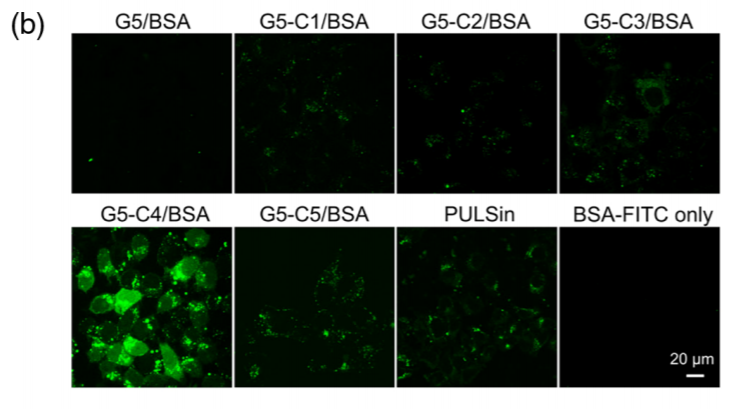 (b)
G5/BSA G5-C1/BSA G5-C2/BSA G5-C3/BSA
G5-C4/BSA G5-C5/BSA PULSin BSA-FITC only
20 μm